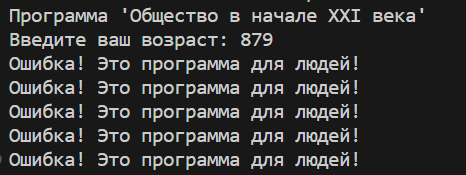 Программа 'Общество в начале XXI века'
Введите ваш возраст: 879
Ошибка! Это программа для людей!
Ошибка! Это программа для людей!
Ошибка! Это программа для людей!
Ошибка! Это программа для людей!
Ошибка! Это программа для людей!